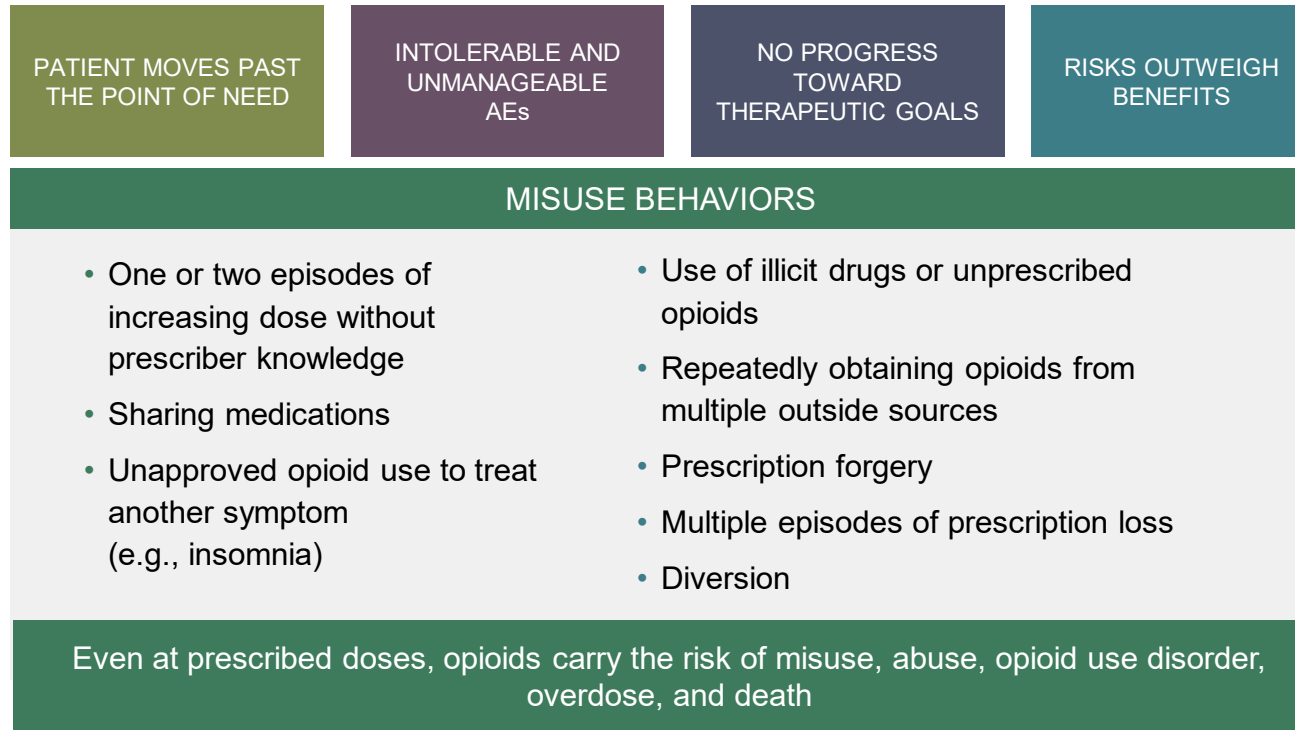 PATIENT MOVES PAST
THE POINT OF NEED
INTOLERABLE AND
UNMANAGEABLE
AEs
NO PROGRESS
TOWARD
THERAPEUTIC GOALS
RISKS OUTWEIGH
BENEFITS
MISUSE BEHAVIORS
• One or two episodes of
increasing dose without
prescriber knowledge
• Sharing medications
• Unapproved opioid use to treat
another symptom
(e.g., insomnia)
• Use of illicit drugs or unprescribed
opioids
• Repeatedly obtaining opioids from
multiple outside sources
• Prescription forgery
• Multiple episodes of prescription loss
• Diversion
Even at prescribed doses, opioids carry the risk of misuse, abuse, opioid use disorder,
overdose, and death